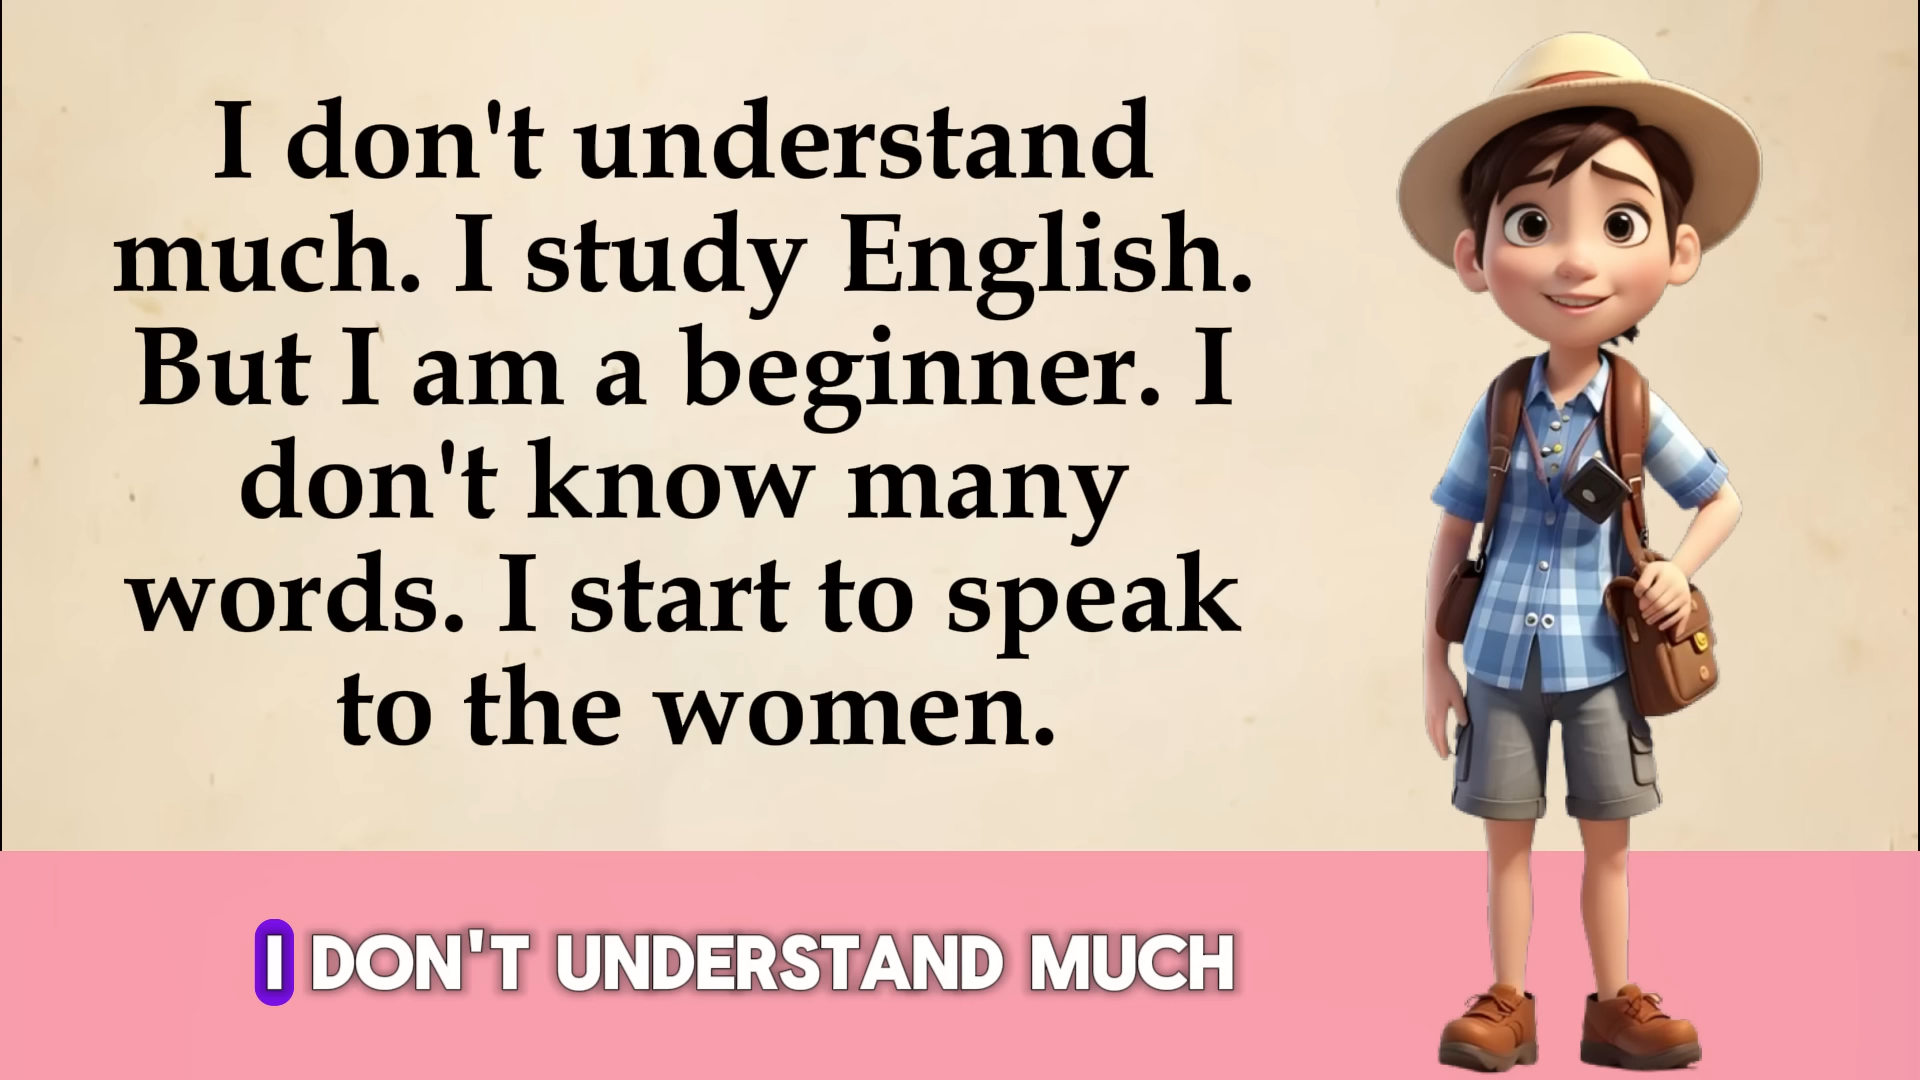 I don't understand
much. I study English.
But I am a beginner. I
don't know many
words. I start to speak
to the women.
I DON'T UNDERSTAND MUCH